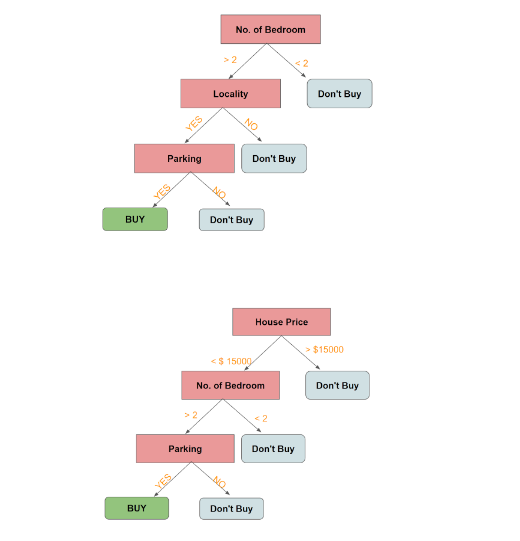 No. of Bedroom
> 2
< 2
Locality
Don't Buy
YES
NO
Parking
Don't Buy
YES
NO
BUY
Don't Buy
House Price
< $ 15000
> $15000
No. of Bedroom
Don't Buy
> 2
< 2
Parking
Don't Buy
YES
NO
BUY
Don't Buy